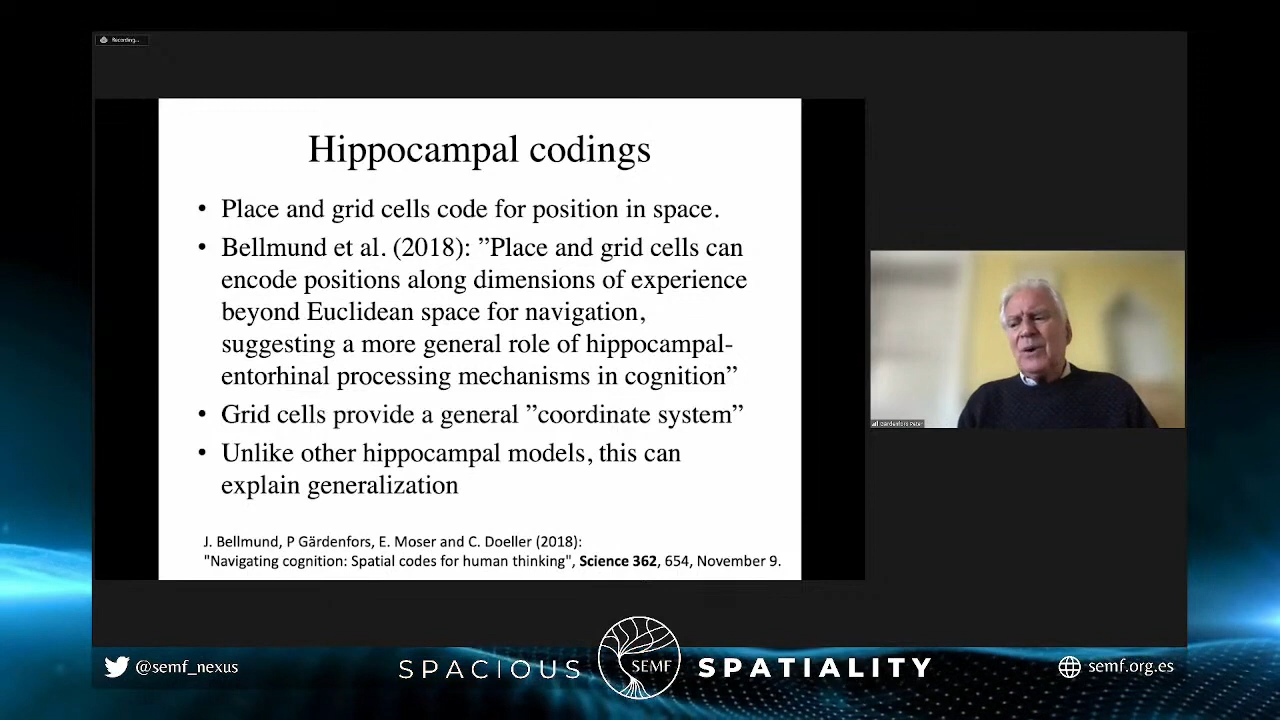 Recording...
Hippocampal codings
• Place and grid cells code for position in space.
• Bellmund et al. (2018): ”Place and grid cells can
encode positions along dimensions of experience
beyond Euclidean space for navigation,
suggesting a more general role of hippocampal-
entorhinal processing mechanisms in cognition”
• Grid cells provide a general ”coordinate system”
• Unlike other hippocampal models, this can
explain generalization
J. Bellmund, P Gärdenfors, E. Moser and C. Doeller (2018):
"Navigating cognition: Spatial codes for human thinking", Science 362, 654, November 9.
Gärdenfors Peter
@semf_nexus
SPACIOUS SEMF SPATIALITY
semf.org.es